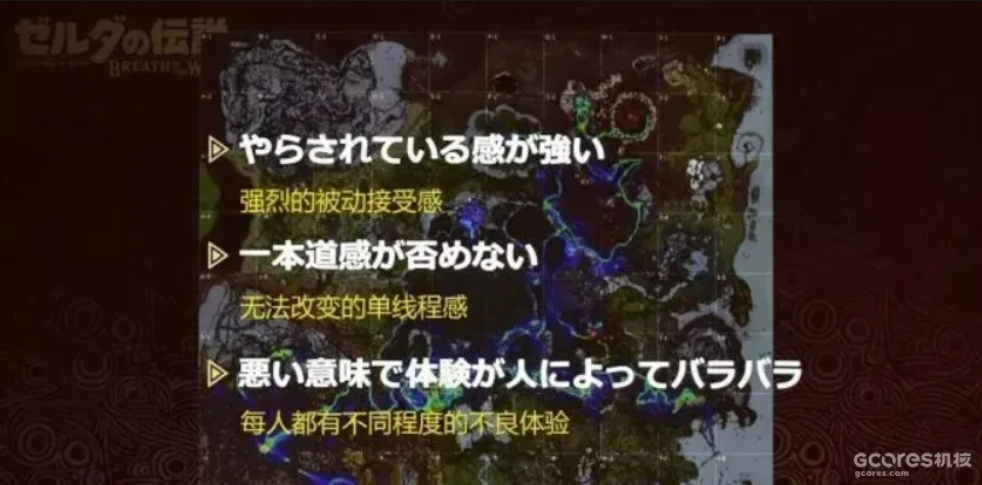 ゼルダの伝説
BREATH OF THE W
やらされている感が強い
强烈的被动接受感
一本道感が否めない
无法改变的单线程感
悪い意味で体験が人によってバラバラ
每人都有不同程度的不良体验
GCORES机核
gcores.com